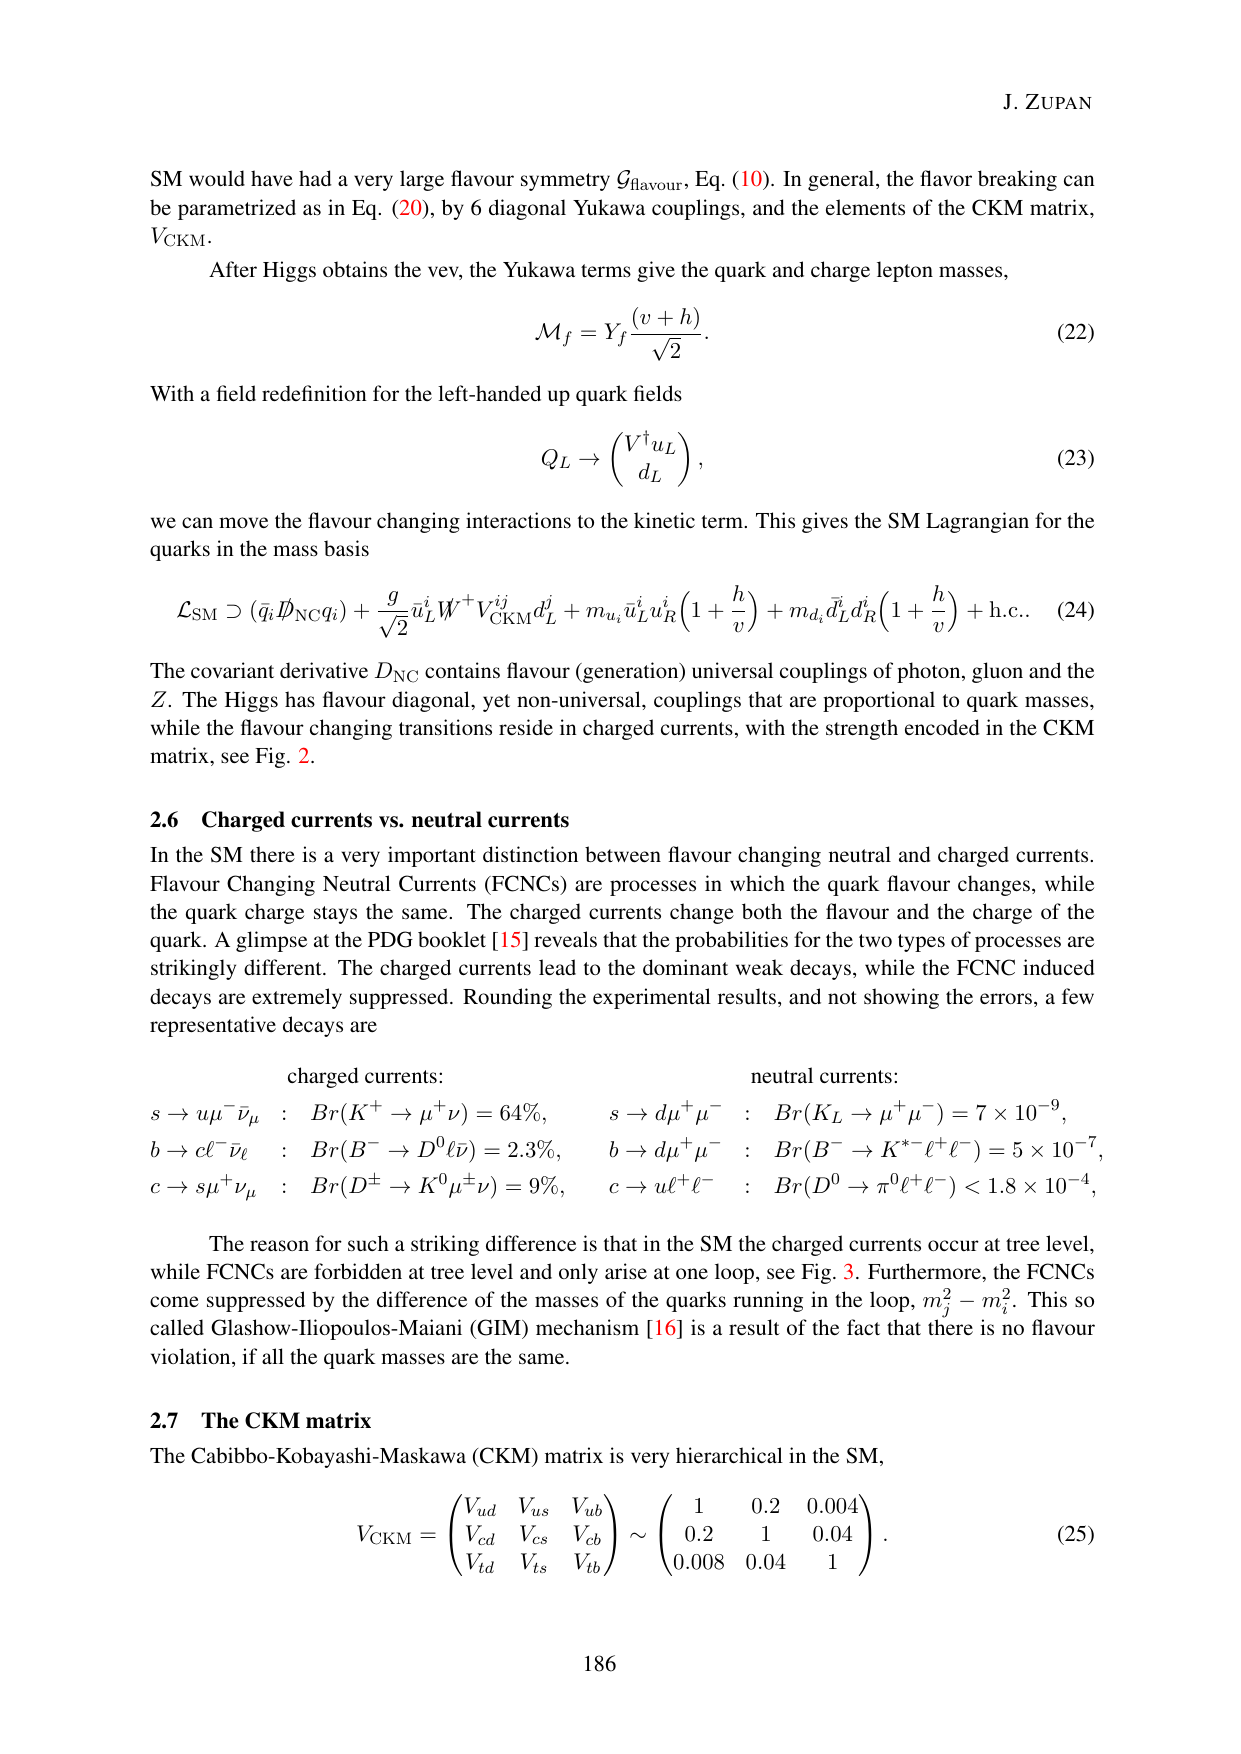 J. ZUPAN
SM would have had a very large flavour symmetry 𝒢_flavour, Eq. (10). In general, the flavor breaking can
be parametrized as in Eq. (20), by 6 diagonal Yukawa couplings, and the elements of the CKM matrix,
V_CKM.
After Higgs obtains the vev, the Yukawa terms give the quark and charge lepton masses,
ℳ_f = Y_f (v + h)/√2. (22)
With a field redefinition for the left-handed up quark fields
Q_L → (V^† u_L; d_L), (23)
we can move the flavour changing interactions to the kinetic term. This gives the SM Lagrangian for the
quarks in the mass basis
ℒ_SM ⊃ (q̄_i D̸_NC q_i) + g/√2 ū^i_L W̸^+ V^{ij}_CKM d^j_L + m_{u_i} ū^i_L u^i_R (1 + h/v) + m_{d_i} d̄^i_L d^i_R (1 + h/v) + h.c.. (24)
The covariant derivative D_NC contains flavour (generation) universal couplings of photon, gluon and the
Z. The Higgs has flavour diagonal, yet non-universal, couplings that are proportional to quark masses,
while the flavour changing transitions reside in charged currents, with the strength encoded in the CKM
matrix, see Fig. 2.
2.6 Charged currents vs. neutral currents
In the SM there is a very important distinction between flavour changing neutral and charged currents.
Flavour Changing Neutral Currents (FCNCs) are processes in which the quark flavour changes, while
the quark charge stays the same. The charged currents change both the flavour and the charge of the
quark. A glimpse at the PDG booklet [15] reveals that the probabilities for the two types of processes are
strikingly different. The charged currents lead to the dominant weak decays, while the FCNC induced
decays are extremely suppressed. Rounding the experimental results, and not showing the errors, a few
representative decays are
charged currents: neutral currents:
s → uμ⁻ν̄_μ : Br(K⁺ → μ⁺ν) = 64%, s → dμ⁺μ⁻ : Br(K_L → μ⁺μ⁻) = 7 × 10⁻⁹,
b → cℓ⁻ν̄_ℓ : Br(B⁻ → D⁰ℓν̄) = 2.3%, b → dμ⁺μ⁻ : Br(B⁻ → K*⁻ℓ⁺ℓ⁻) = 5 × 10⁻⁷,
c → sμ⁺ν_μ : Br(D^± → K⁰μ^±ν) = 9%, c → uℓ⁺ℓ⁻ : Br(D⁰ → π⁰ℓ⁺ℓ⁻) < 1.8 × 10⁻⁴,
The reason for such a striking difference is that in the SM the charged currents occur at tree level,
while FCNCs are forbidden at tree level and only arise at one loop, see Fig. 3. Furthermore, the FCNCs
come suppressed by the difference of the masses of the quarks running in the loop, m_j² − m_i². This so
called Glashow-Iliopoulos-Maiani (GIM) mechanism [16] is a result of the fact that there is no flavour
violation, if all the quark masses are the same.
2.7 The CKM matrix
The Cabibbo-Kobayashi-Maskawa (CKM) matrix is very hierarchical in the SM,
V_CKM = (V_ud V_us V_ub; V_cd V_cs V_cb; V_td V_ts V_tb) ∼ (1 0.2 0.004; 0.2 1 0.04; 0.008 0.04 1). (25)
186